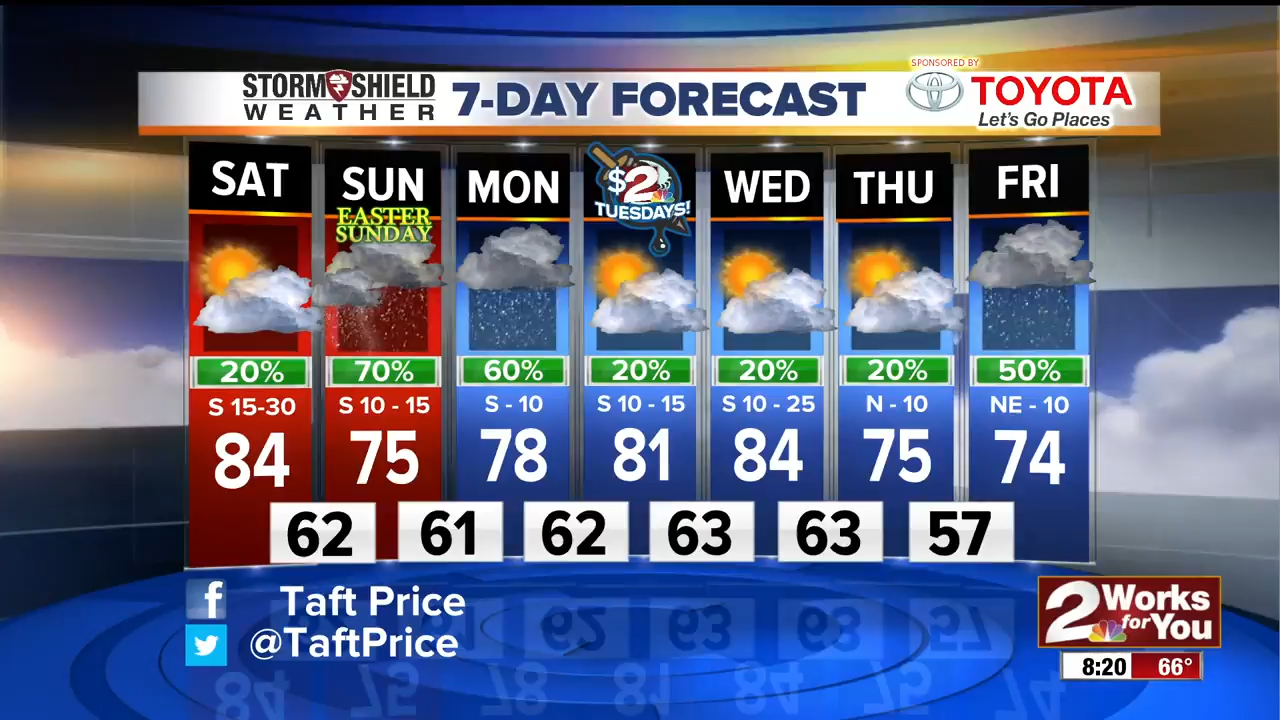 STORM SHIELD
WEATHER
7-DAY FORECAST
SPONSORED BY
TOYOTA
Let's Go Places
SAT SUN MON $2 TUESDAYS! WED THU FRI
EASTER
SUNDAY
20% 70% 60% 20% 20% 20% 50%
S 15-30 S 10 - 15 S - 10 S 10 - 15 S 10 - 25 N - 10 NE - 10
84 75 78 81 84 75 74
62 61 62 63 63 57
f Taft Price
@TaftPrice
2 Works
for You
8:20 66°